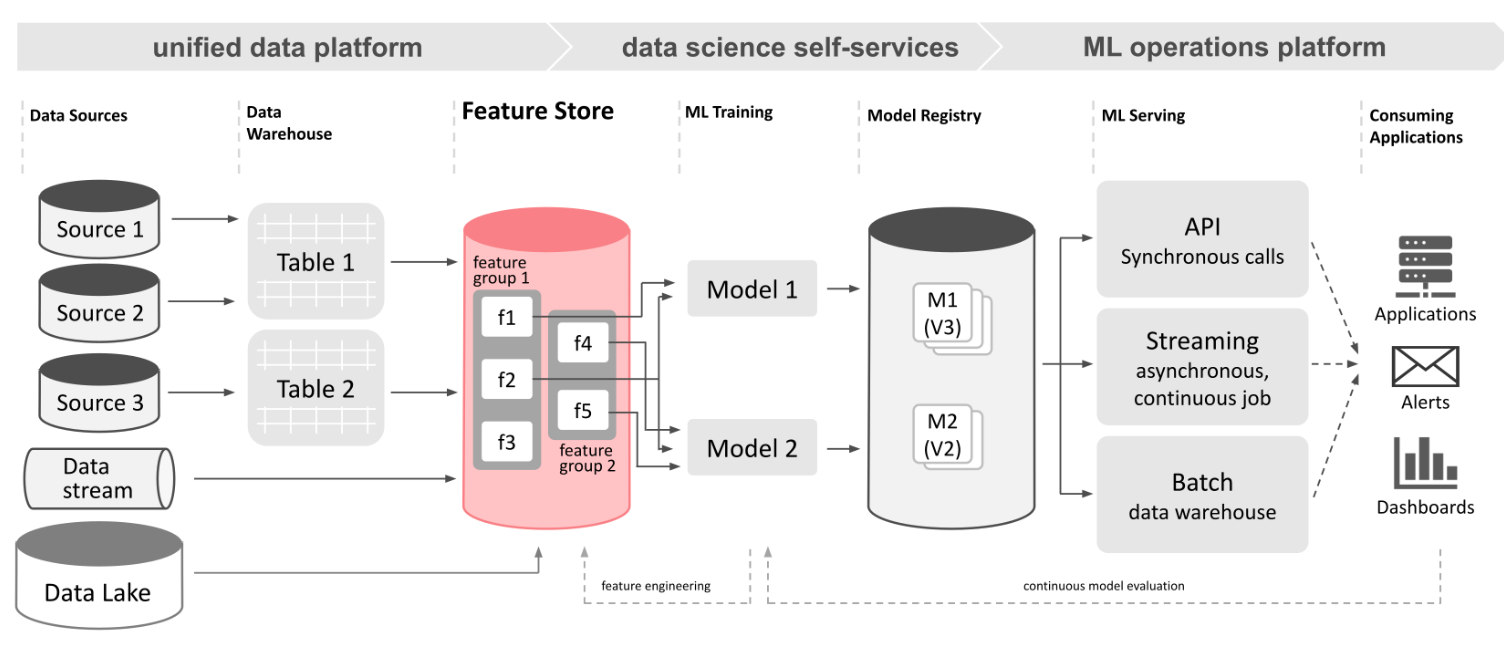 unified data platform
data science self-services
ML operations platform
Data Sources
Data
Warehouse
Feature Store
ML Training
Model Registry
ML Serving
Consuming
Applications
Source 1
Source 2
Source 3
Data
stream
Data Lake
Table 1
Table 2
feature
group 1
f1
f2
f3
f4
f5
feature
group 2
Model 1
Model 2
M1
(V3)
M2
(V2)
API
Synchronous calls
Streaming
asynchronous,
continuous job
Batch
data warehouse
Applications
Alerts
Dashboards
feature engineering
continuous model evaluation